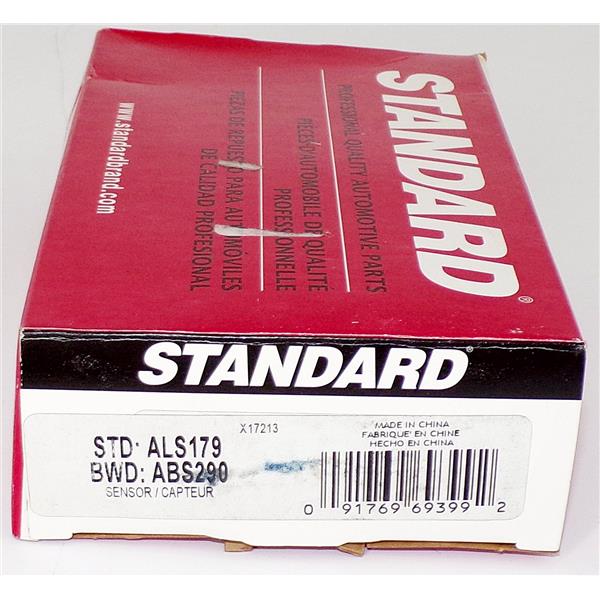 STANDARD®
PROFESSIONAL QUALITY AUTOMOTIVE PARTS
PIÈCES AUTOMOBILE DE QUALITÉ
PROFESSIONNELLE
PIEZAS DE REPUESTO PARA AUTOMÓVILES
DE CALIDAD PROFESIONAL
www.standardbrand.com
STANDARD®
X17213
STD: ALS179
BWD: ABS290
SENSOR / CAPTEUR
MADE IN CHINA
FABRIQUE' EN CHINE
HECHO EN CHINA
0 91769 69399 2